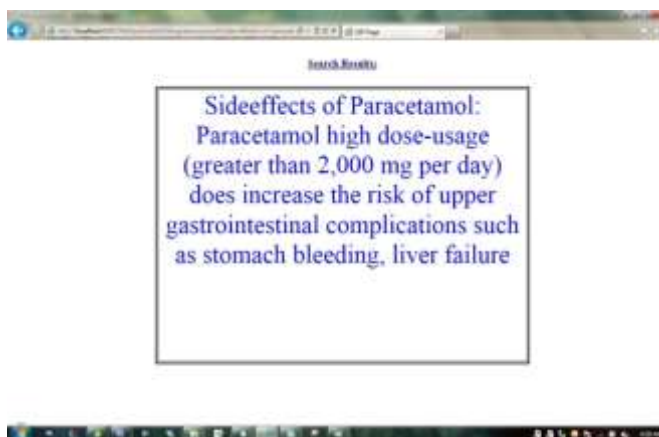 Search Results:
Sideeffects of Paracetamol:
Paracetamol high dose-usage
(greater than 2,000 mg per day)
does increase the risk of upper
gastrointestinal complications such
as stomach bleeding, liver failure